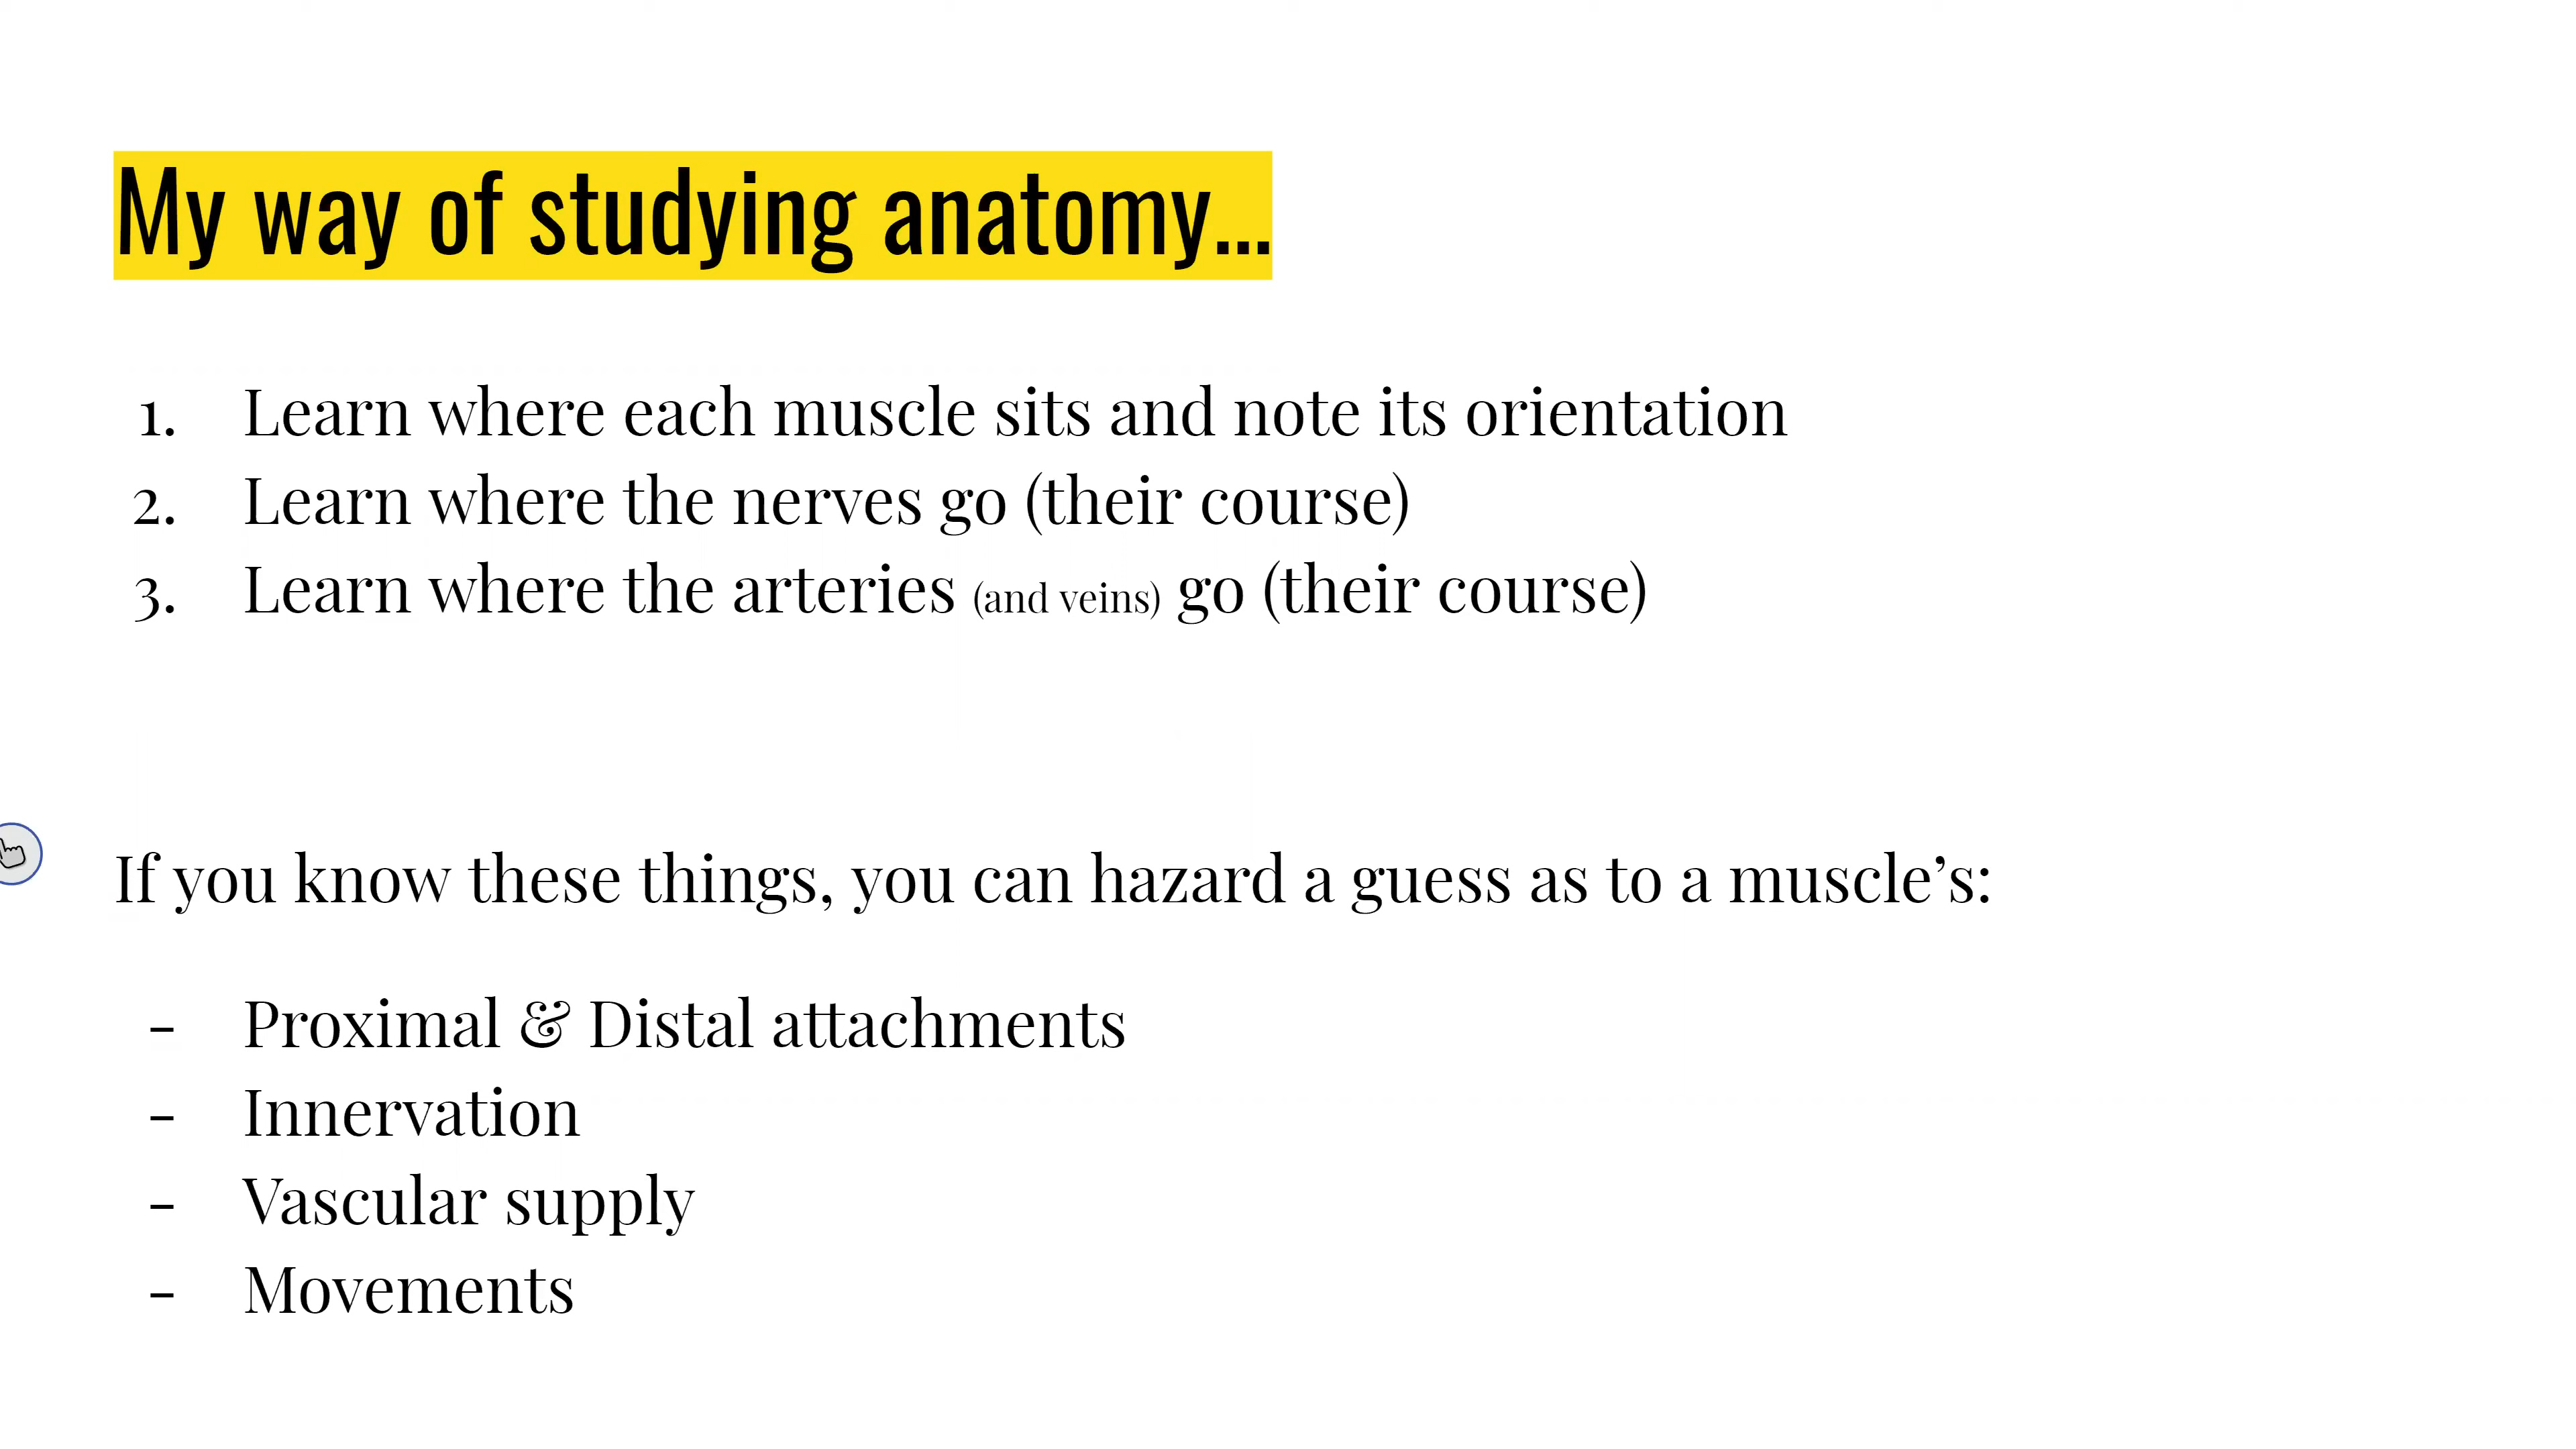 My way of studying anatomy...
1. Learn where each muscle sits and note its orientation
2. Learn where the nerves go (their course)
3. Learn where the arteries (and veins) go (their course)
If you know these things, you can hazard a guess as to a muscle’s:
- Proximal & Distal attachments
- Innervation
- Vascular supply
- Movements